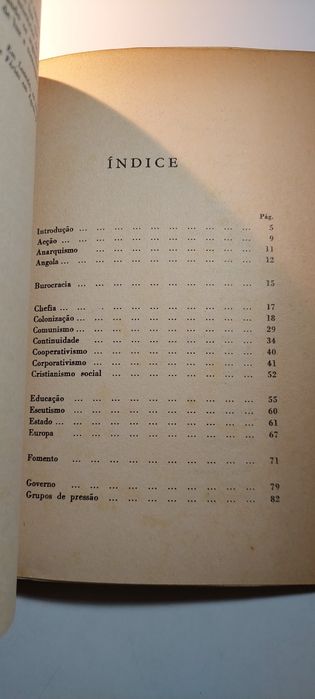 ÍNDICE
Pág.
Introdução ... ... ... ... ... ... ... ... ... ... 5
Acção ... ... ... ... ... ... ... ... ... ... ... 9
Anarquismo ... ... ... ... ... ... ... ... ... 11
Angola ... ... ... ... ... ... ... ... ... ... ... 12
Burocracia ... ... ... ... ... ... ... ... ... ... 15
Chefia ... ... ... ... ... ... ... ... ... ... 17
Colonização ... ... ... ... ... ... ... ... ... 18
Comunismo ... ... ... ... ... ... ... ... ... 29
Continuidade ... ... ... ... ... ... ... ... ... 34
Cooperativismo ... ... ... ... ... ... ... ... 40
Corporativismo ... ... ... ... ... ... ... ... 41
Cristianismo social ... ... ... ... ... ... ... 52
Educação ... ... ... ... ... ... ... ... ... ... 55
Escutismo ... ... ... ... ... ... ... ... ... ... 60
Estado ... ... ... ... ... ... ... ... ... ... ... 61
Europa ... ... ... ... ... ... ... ... ... ... 67
Fomento ... ... ... ... ... ... ... ... ... ... 71
Governo ... ... ... ... ... ... ... ... ... ... 79
Grupos de pressão ... ... ... ... ... ... ... ... 82